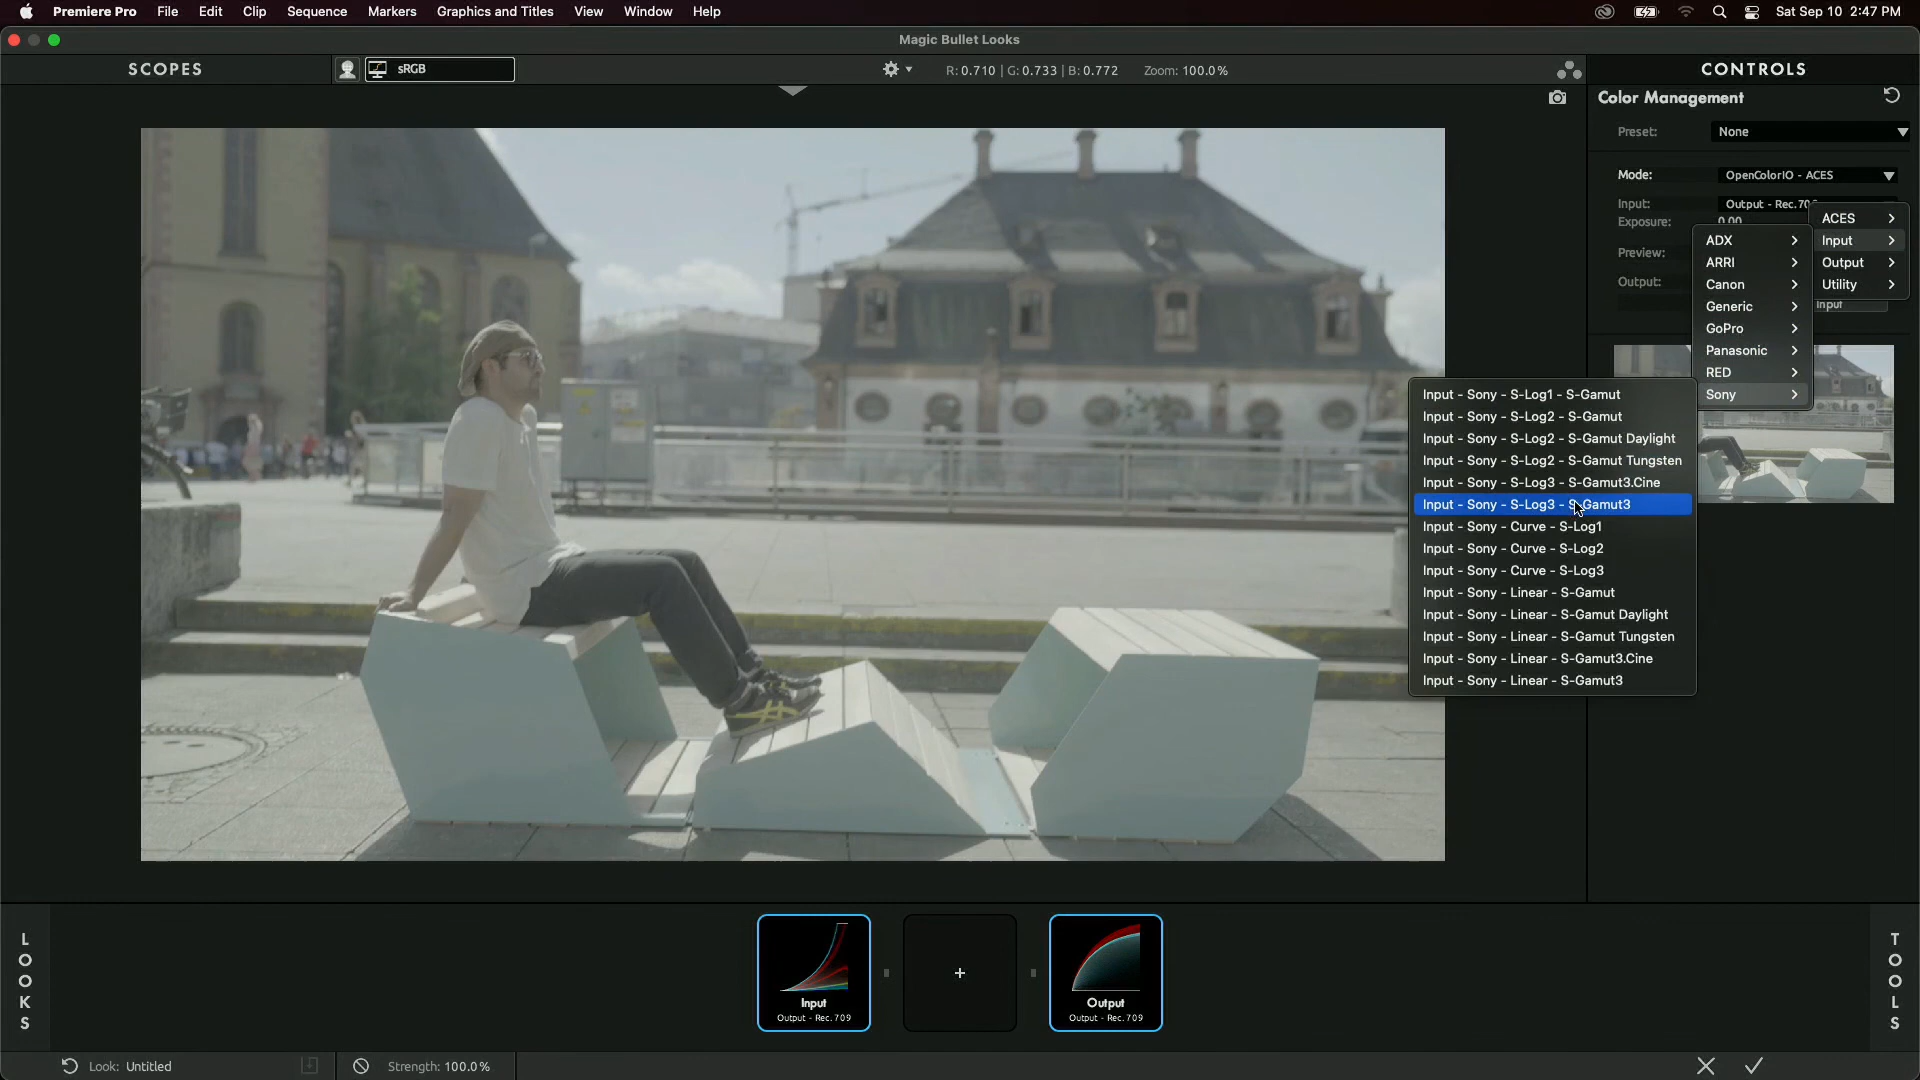 Premiere Pro File Edit Clip Sequence Markers Graphics and Titles View Window Help Sat Sep 10 2:47 PM
Magic Bullet Looks
SCOPES sRGB R:0.710 | G:0.733 | B:0.772 Zoom: 100.0% CONTROLS
Color Management
Preset: None
Mode: OpenColorIO - ACES
Input: Output - Rec.
Exposure: 0.00
Preview:
Output:
Input
ACES
Input
Output
Utility
ADX
ARRI
Canon
Generic
GoPro
Panasonic
RED
Sony
Input - Sony - S-Log1 - S-Gamut
Input - Sony - S-Log2 - S-Gamut
Input - Sony - S-Log2 - S-Gamut Daylight
Input - Sony - S-Log2 - S-Gamut Tungsten
Input - Sony - S-Log3 - S-Gamut3.Cine
Input - Sony - S-Log3 - S-Gamut3
Input - Sony - Curve - S-Log1
Input - Sony - Curve - S-Log2
Input - Sony - Curve - S-Log3
Input - Sony - Linear - S-Gamut
Input - Sony - Linear - S-Gamut Daylight
Input - Sony - Linear - S-Gamut Tungsten
Input - Sony - Linear - S-Gamut3.Cine
Input - Sony - Linear - S-Gamut3
LOOKS
Input
Output - Rec.709
+
Output
Output - Rec.709
TOOLS
Look: Untitled Strength: 100.0%